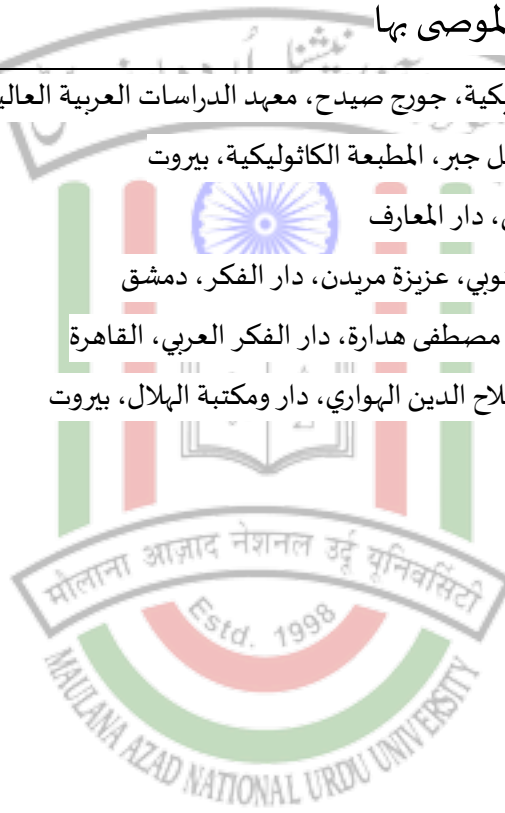 لموصى بها
يكية، جورج صيدح، معهد الدراسات العربية العالي
ل جبر، المطبعة الكاثوليكية، بيروت
، دار المعارف
وبي، عزيزة مريدن، دار الفكر، دمشق
مصطفى هدارة، دار الفكر العربي، القاهرة
لاح الدين الهواري، دار ومكتبة الهلال، بيروت
मौलाना आज़ाद नेशनल उर्दू यूनिवर्सिटी
Estd. 1998
MAULANA AZAD NATIONAL URDU UNIVERSITY